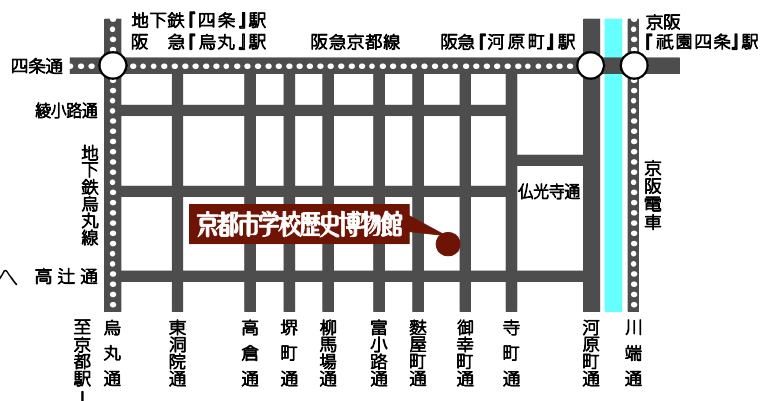 地下鉄『四条』駅
阪　急『烏丸』駅
阪急京都線
阪急『河原町』駅
京阪
『祇園四条』駅
四条通
綾小路通
地下鉄烏丸線
仏光寺通
京阪電車
京都市学校歴史博物館
高辻通
至京都駅
烏丸通
東洞院通
高倉通
堺町通
柳馬場通
富小路通
麩屋町通
御幸町通
寺町通
河原町通
川端通